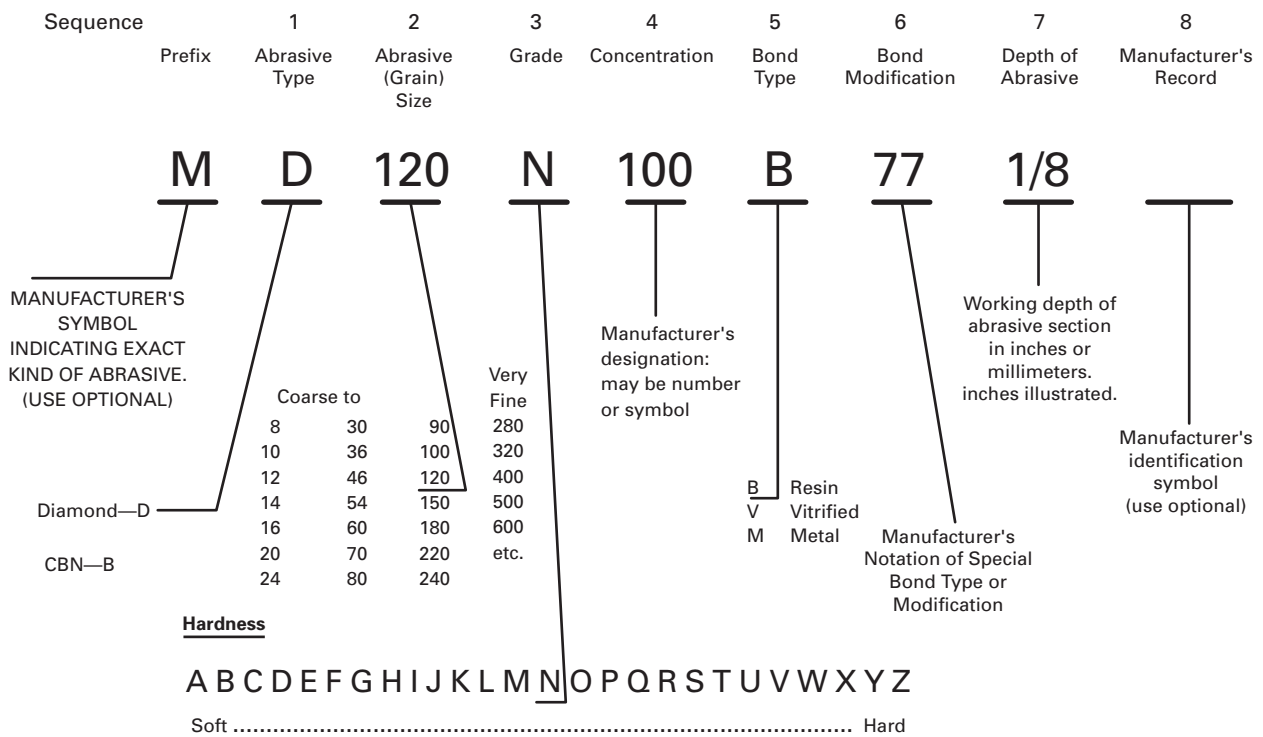 Sequence 1 2 3 4 5 6 7 8
Prefix Abrasive Abrasive Grade Concentration Bond Bond Depth of Manufacturer's
Type (Grain) Type Modification Abrasive Record
Size
M D 120 N 100 B 77 1/8
MANUFACTURER'S
SYMBOL
INDICATING EXACT
KIND OF ABRASIVE.
(USE OPTIONAL)
Diamond—D
CBN—B
Coarse to
8 30 90
10 36 100
12 46 120
14 54 150
16 60 180
20 70 220
24 80 240
Very
Fine
280
320
400
500
600
etc.
Manufacturer's
designation:
may be number
or symbol
B Resin
V Vitrified
M Metal
Manufacturer's
Notation of Special
Bond Type or
Modification
Working depth of
abrasive section
in inches or
millimeters.
inches illustrated.
Manufacturer's
identification
symbol
(use optional)
Hardness
A B C D E F G H I J K L M N O P Q R S T U V W X Y Z
Soft ............................................................................................ Hard